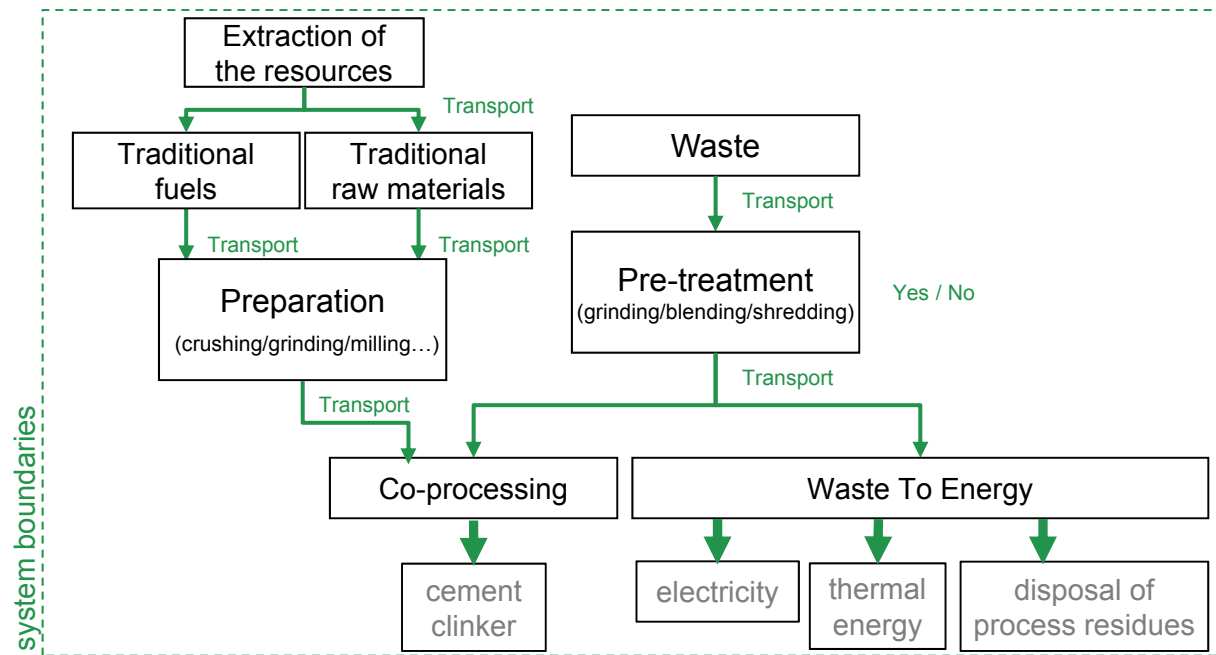 Extraction of
the resources
Transport
Traditional
fuels
Traditional
raw materials
Waste
Transport
Transport
Transport
Preparation
(crushing/grinding/milling…)
Pre-treatment
(grinding/blending/shredding)
Yes / No
Transport
Transport
Co-processing
Waste To Energy
cement
clinker
electricity
thermal
energy
disposal of
process residues
system boundaries